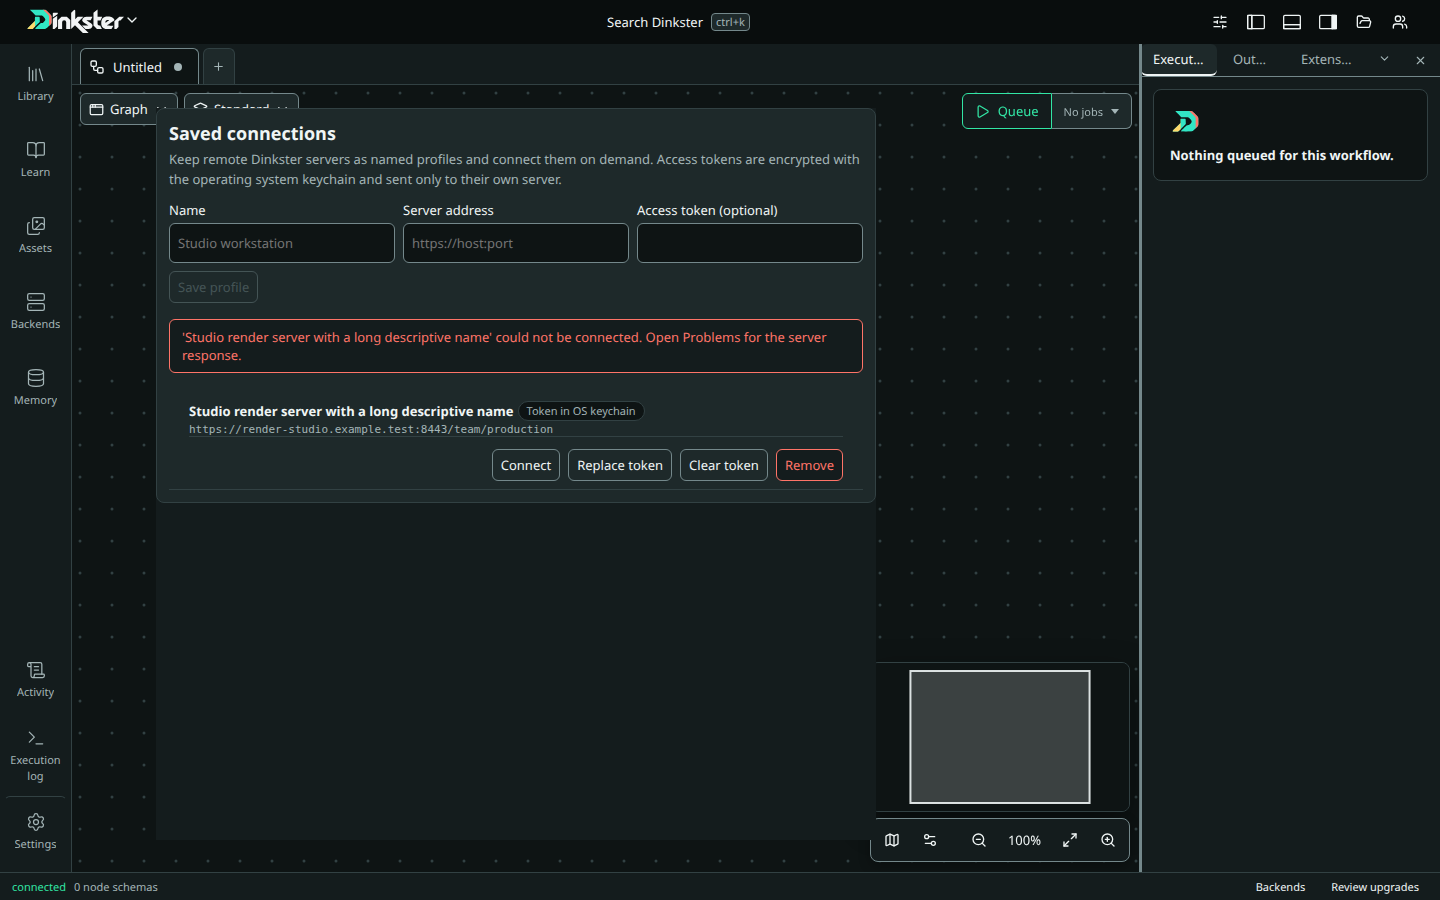 Dinkster
Search Dinkster ctrl+k
Library
Learn
Assets
Backends
Memory
Activity
Execution
log
Settings
Untitled
+
Graph
Standard
Queue
No jobs
Saved connections
Keep remote Dinkster servers as named profiles and connect them on demand. Access tokens are encrypted with
the operating system keychain and sent only to their own server.
Name
Server address
Access token (optional)
Studio workstation
https://host:port
Save profile
'Studio render server with a long descriptive name' could not be connected. Open Problems for the server
response.
Studio render server with a long descriptive name Token in OS keychain
https://render-studio.example.test:8443/team/production
Connect
Replace token
Clear token
Remove
100%
Execut...
Out...
Extens...
Nothing queued for this workflow.
connected 0 node schemas
Backends
Review upgrades